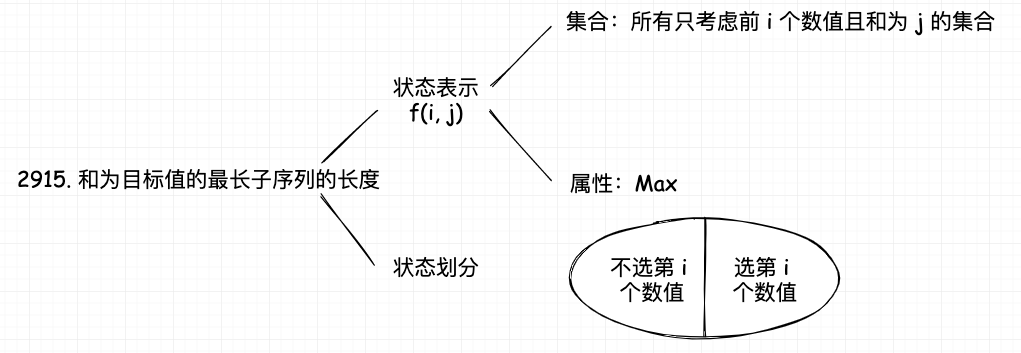 集合：所有只考虑前 i 个数值且和为 j 的集合
状态表示
f(i, j)
2915. 和为目标值的最长子序列的长度
属性：Max
状态划分
不选第 i
个数值
选第 i
个数值